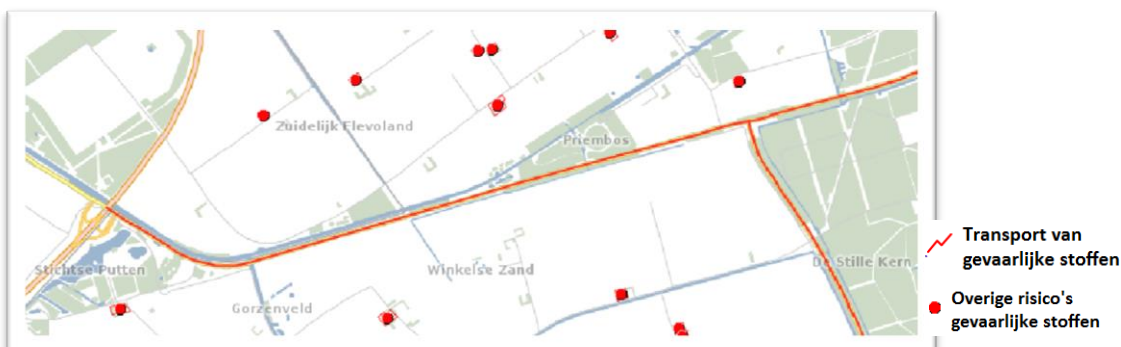 Zuidelijk Flevoland
Priembos
Stichtse Putten
Winkelse Zand
De Stille Kern
Gorzenveld
Transport van
gevaarlijke stoffen
Overige risico's
gevaarlijke stoffen